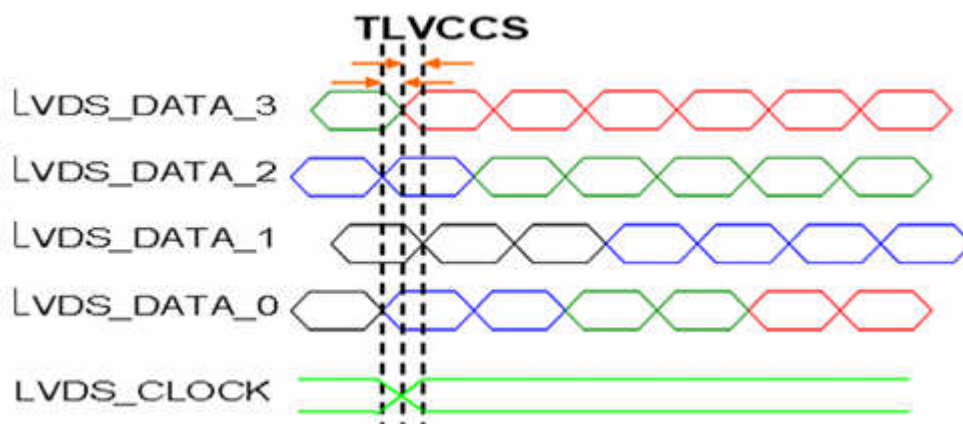 TLVCCS
LVDS_DATA_3
LVDS_DATA_2
LVDS_DATA_1
LVDS_DATA_0
LVDS_CLOCK